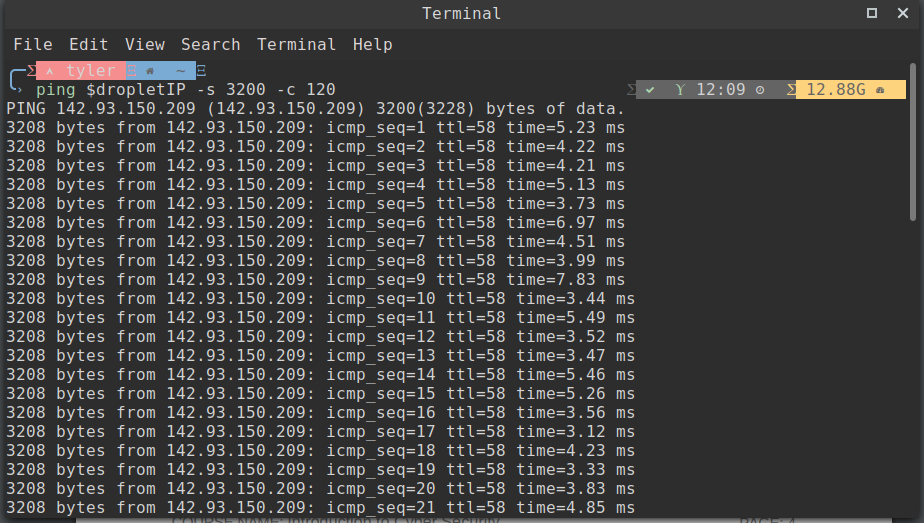 Terminal
File Edit View Search Terminal Help
tyler ~
ping $dropletIP -s 3200 -c 120 12:09 12.88G
PING 142.93.150.209 (142.93.150.209) 3200(3228) bytes of data.
3208 bytes from 142.93.150.209: icmp_seq=1 ttl=58 time=5.23 ms
3208 bytes from 142.93.150.209: icmp_seq=2 ttl=58 time=4.22 ms
3208 bytes from 142.93.150.209: icmp_seq=3 ttl=58 time=4.21 ms
3208 bytes from 142.93.150.209: icmp_seq=4 ttl=58 time=5.13 ms
3208 bytes from 142.93.150.209: icmp_seq=5 ttl=58 time=3.73 ms
3208 bytes from 142.93.150.209: icmp_seq=6 ttl=58 time=6.97 ms
3208 bytes from 142.93.150.209: icmp_seq=7 ttl=58 time=4.51 ms
3208 bytes from 142.93.150.209: icmp_seq=8 ttl=58 time=3.99 ms
3208 bytes from 142.93.150.209: icmp_seq=9 ttl=58 time=7.83 ms
3208 bytes from 142.93.150.209: icmp_seq=10 ttl=58 time=3.44 ms
3208 bytes from 142.93.150.209: icmp_seq=11 ttl=58 time=5.49 ms
3208 bytes from 142.93.150.209: icmp_seq=12 ttl=58 time=3.52 ms
3208 bytes from 142.93.150.209: icmp_seq=13 ttl=58 time=3.47 ms
3208 bytes from 142.93.150.209: icmp_seq=14 ttl=58 time=5.46 ms
3208 bytes from 142.93.150.209: icmp_seq=15 ttl=58 time=5.26 ms
3208 bytes from 142.93.150.209: icmp_seq=16 ttl=58 time=3.56 ms
3208 bytes from 142.93.150.209: icmp_seq=17 ttl=58 time=3.12 ms
3208 bytes from 142.93.150.209: icmp_seq=18 ttl=58 time=4.23 ms
3208 bytes from 142.93.150.209: icmp_seq=19 ttl=58 time=3.33 ms
3208 bytes from 142.93.150.209: icmp_seq=20 ttl=58 time=3.83 ms
3208 bytes from 142.93.150.209: icmp_seq=21 ttl=58 time=4.85 ms
COURSE NAME: Introduction to Cyber Security